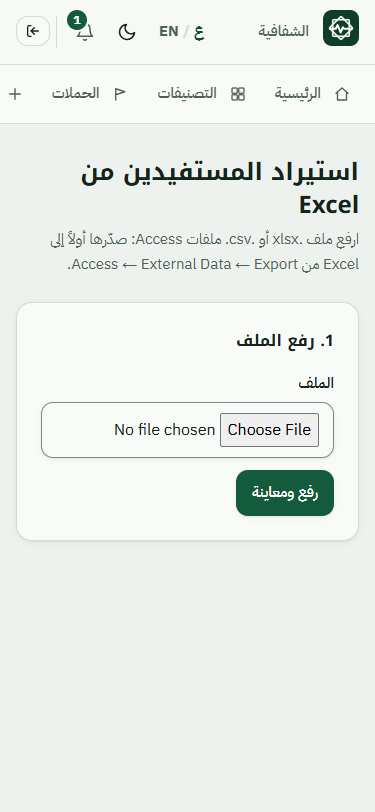 الشفافية
ع / EN
1
الرئيسية
التصنيفات
الحملات
استيراد المستفيدين من
Excel
ارفع ملف .xlsx أو .csv. ملفات Access: صدّرها أولاً إلى
Excel من Access ← External Data ← Export.
1. رفع الملف
الملف
Choose File No file chosen
رفع ومعاينة